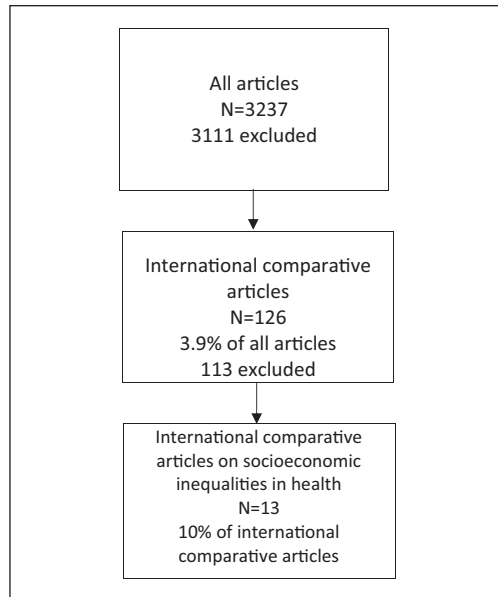 All articles
N=3237
3111 excluded
International comparative
articles
N=126
3.9% of all articles
113 excluded
International comparative
articles on socioeconomic
inequalities in health
N=13
10% of international
comparative articles